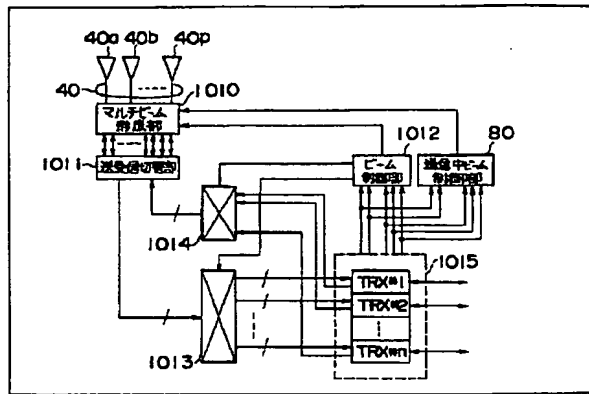 40a 40b 40p
40
1010
マルチビーム
形成部
1012
80
1011
送受信切替部
ビーム
制御部
通信中ビーム
制御部
1014
1015
TRX#1
TRX#2
TRX#n
1013